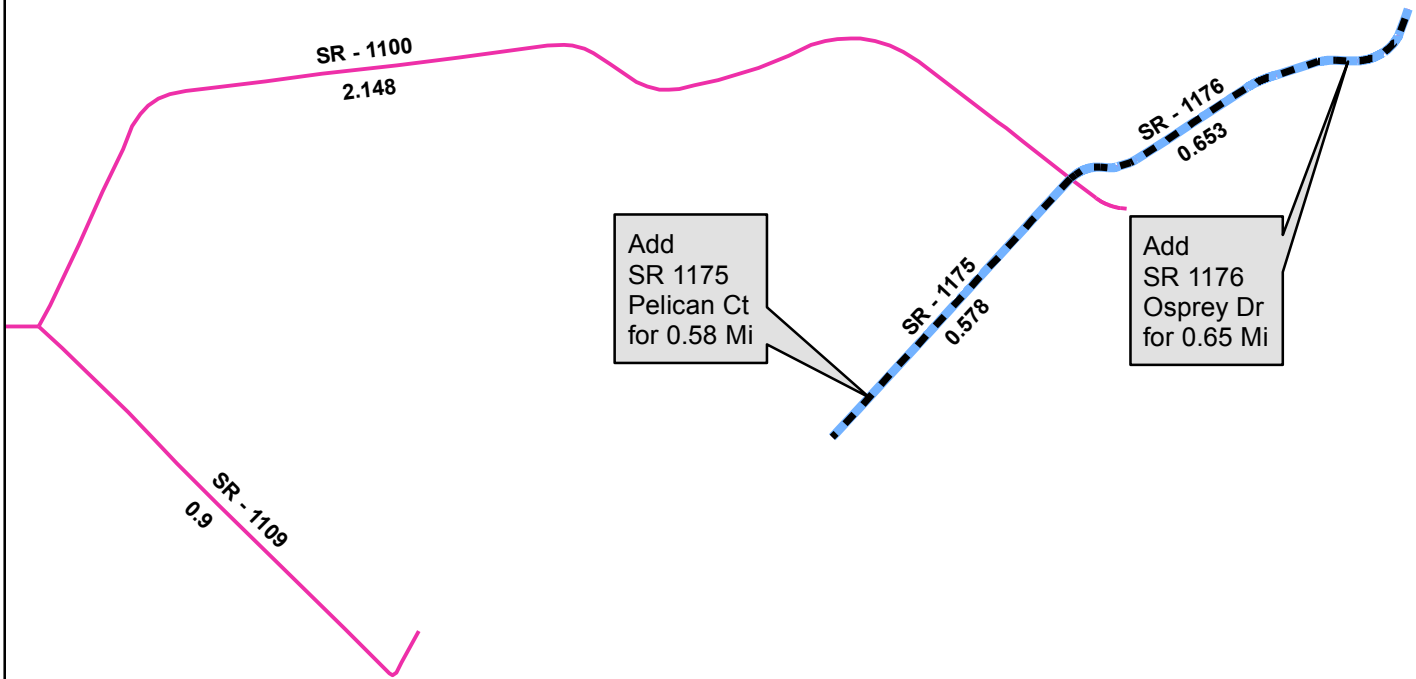 SR - 1100
2.148
SR - 1176
0.653
Add
SR 1175
Pelican Ct
for 0.58 Mi
SR - 1175
0.578
Add
SR 1176
Osprey Dr
for 0.65 Mi
SR - 1109
0.9